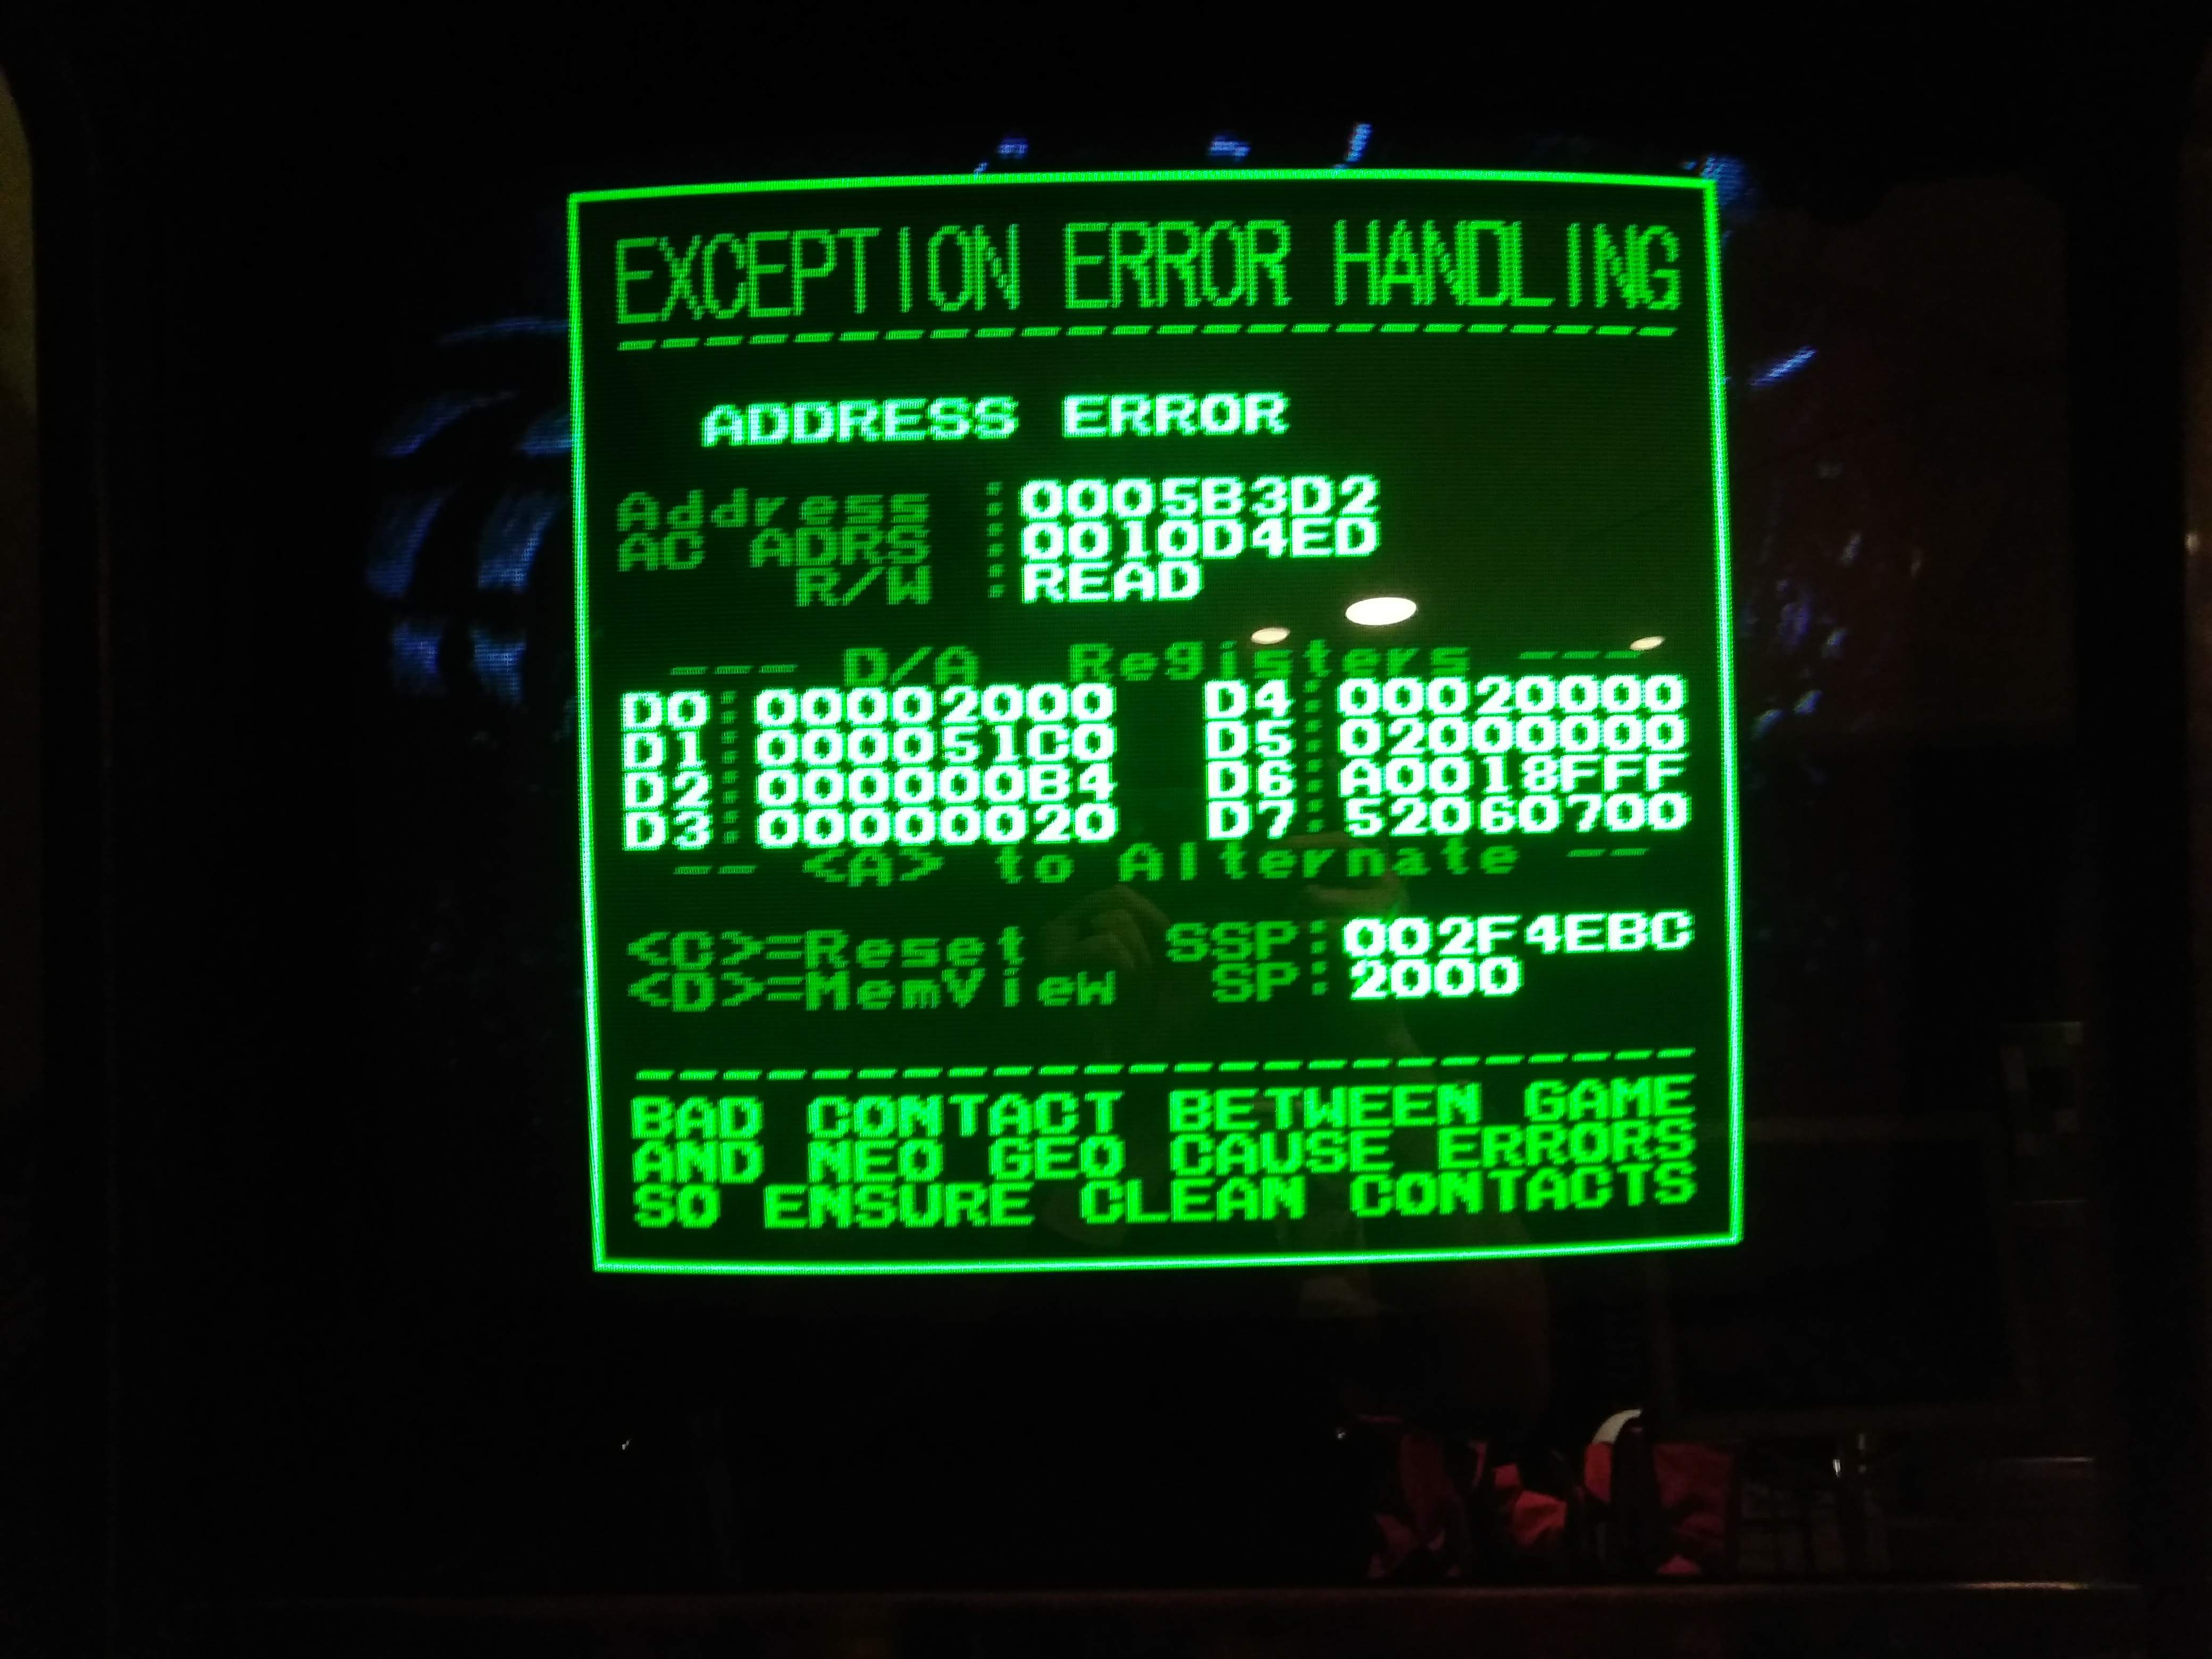 EXCEPTION ERROR HANDLING
------------------------
ADDRESS ERROR
Address :0005B3D2
AC ADRS :0010D4ED
R/W :READ
--- D/A Registers ---
D0:00002000 D4:00020000
D1:000051C0 D5:02000000
D2:000000B4 D6:A0018FFF
D3:00000020 D7:52060700
-- <A> to Alternate --
<C>=Reset SSP:002F4EBC
<D>=MemView SP:2000
------------------------
BAD CONTACT BETWEEN GAME
AND NEO GEO CAUSE ERRORS
SO ENSURE CLEAN CONTACTS